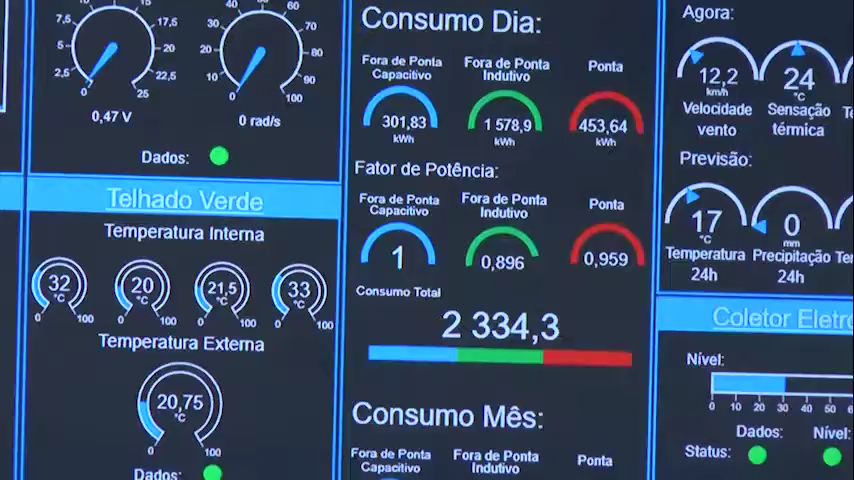 7,5
10
15
17,5
20
22,5
25
5
2,5
0
0,47 V
30
20
10
0
60
70
80
90
100
0 rad/s
Dados:
Telhado Verde
Temperatura Interna
32
°C
0 100
20
°C
0 100
21,5
°C
0 100
33
°C
0 100
Temperatura Externa
20,75
°C
0 100
Dados:
Consumo Dia:
Fora de Ponta
Capacitivo
301,83
kWh
Fora de Ponta
Indutivo
1 578,9
kWh
Ponta
453,64
kWh
Fator de Potência:
Fora de Ponta
Capacitivo
1
Fora de Ponta
Indutivo
0,896
Ponta
0,959
Consumo Total
2 334,3
Consumo Mês:
Fora de Ponta
Capacitivo
Fora de Ponta
Indutivo
Ponta
Agora:
12,2
km/h
Velocidade
vento
24
°C
Sensação
térmica
Previsão:
17
°C
Temperatura
24h
0
mm
Precipitação
24h
Coletor Eletro
Nível:
0 10 20 30 40 50 60
Dados: Nível:
Status: